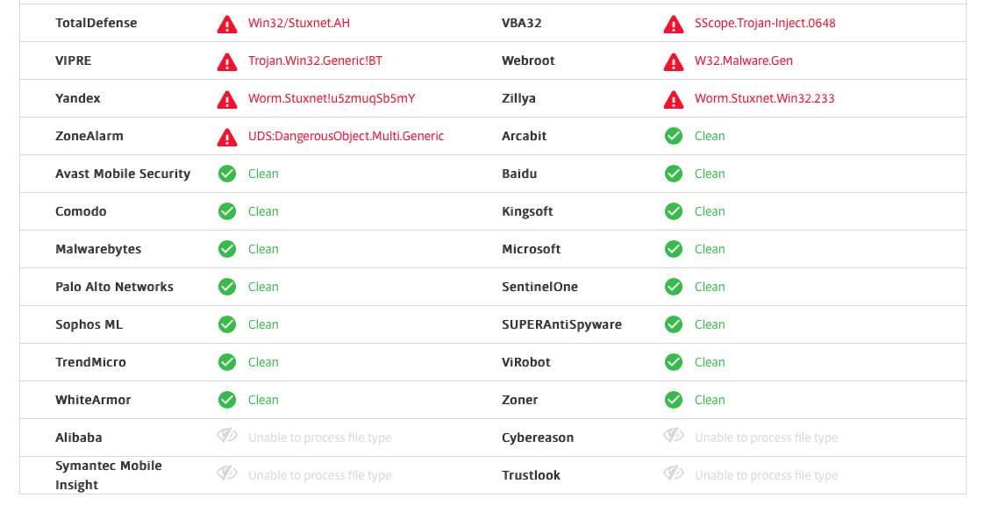 TotalDefense Win32/Stuxnet.AH VBA32 SScope.Trojan-Inject.0648
VIPRE Trojan.Win32.Generic!BT Webroot W32.Malware.Gen
Yandex Worm.Stuxnet!u5zmuqSb5mY Zillya Worm.Stuxnet.Win32.233
ZoneAlarm UDS:DangerousObject.Multi.Generic Arcabit Clean
Avast Mobile Security Clean Baidu Clean
Comodo Clean Kingsoft Clean
Malwarebytes Clean Microsoft Clean
Palo Alto Networks Clean SentinelOne Clean
Sophos ML Clean SUPERAntiSpyware Clean
TrendMicro Clean ViRobot Clean
WhiteArmor Clean Zoner Clean
Alibaba Unable to process file type Cybereason Unable to process file type
Symantec Mobile
Insight Unable to process file type Trustlook Unable to process file type